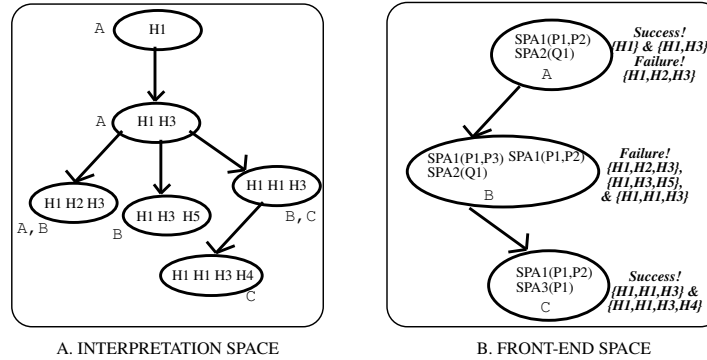 A
H1
A
H1 H3
H1 H2 H3
A,B
H1 H3 H5
B
H1 H1 H3
B,C
H1 H1 H3 H4
C
A. INTERPRETATION SPACE
SPA1(P1,P2)
SPA2(Q1)
A
Success!
{H1} & {H1,H3}
Failure!
{H1,H2,H3}
SPA1(P1,P3) SPA1(P1,P2)
SPA2(Q1)
B
Failure!
{H1,H2,H3},
{H1,H3,H5},
& {H1,H1,H3}
SPA1(P1,P2)
SPA3(P1)
C
Success!
{H1,H1,H3} &
{H1,H1,H3,H4}
B. FRONT-END SPACE